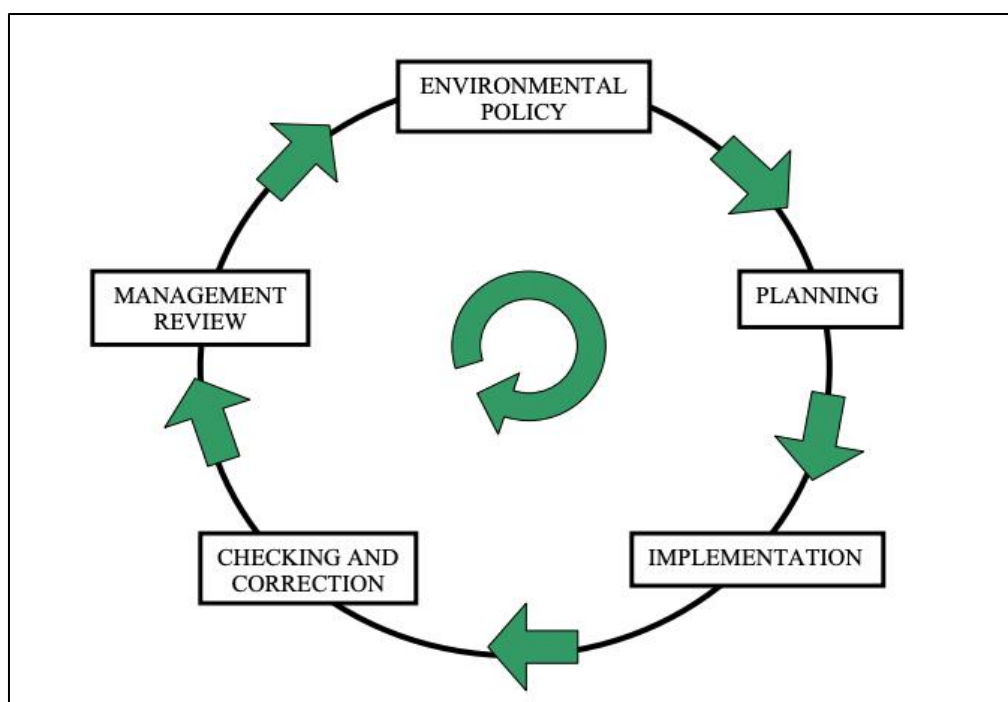 ENVIRONMENTAL
POLICY
PLANNING
IMPLEMENTATION
CHECKING AND
CORRECTION
MANAGEMENT
REVIEW